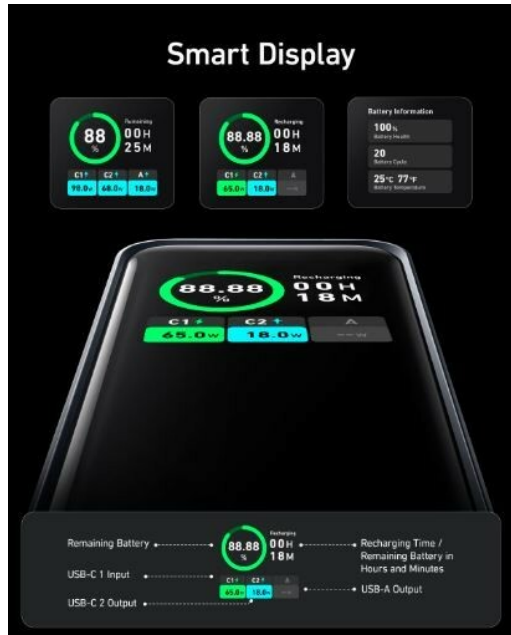 Smart Display
88
%
Remaining
00H
25M
C1 C2 A
98.0w 68.0w 18.0w
88.88
%
Recharging
00H
18M
C1 C2 A
65.0w 18.0w --w
Battery Information
100%
Battery Health
20
Battery Cycle
25°C 77°F
Battery Temperature
88.88
%
Recharging
00H
18M
C1 C2 A
65.0w 18.0w --w
Remaining Battery
USB-C 1 Input
USB-C 2 Output
88.88
%
Recharging
00H
18M
C1 C2 A
65.0w 18.0w
Recharging Time /
Remaining Battery in
Hours and Minutes
USB-A Output